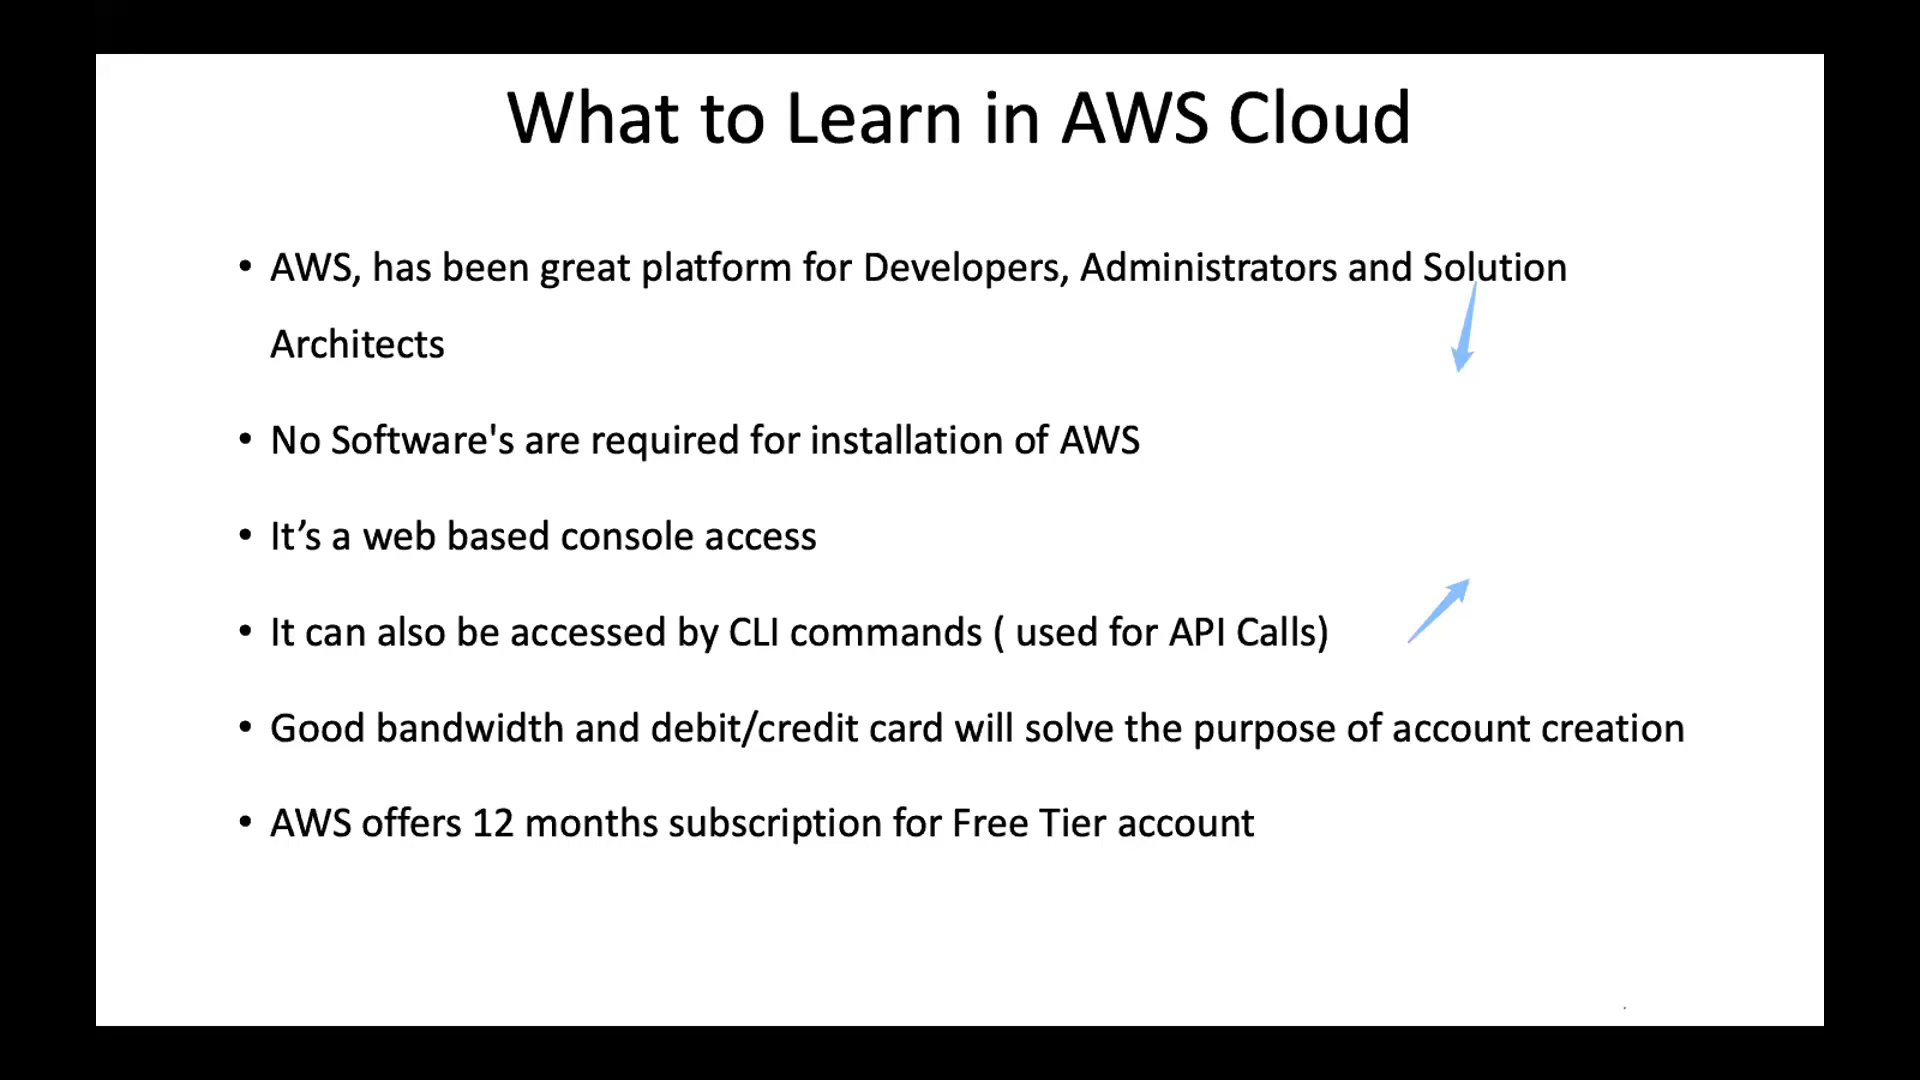 What to Learn in AWS Cloud
• AWS, has been great platform for Developers, Administrators and Solution
Architects
• No Software's are required for installation of AWS
• It’s a web based console access
• It can also be accessed by CLI commands ( used for API Calls)
• Good bandwidth and debit/credit card will solve the purpose of account creation
• AWS offers 12 months subscription for Free Tier account